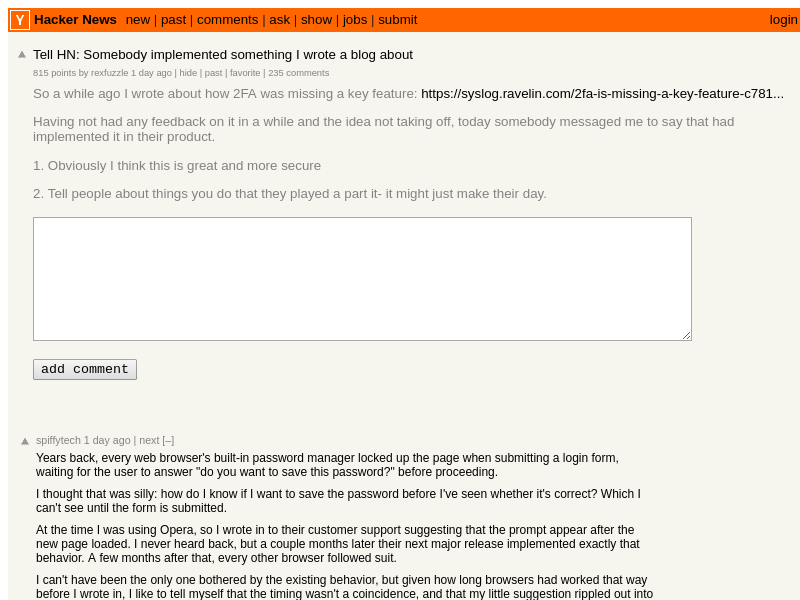 Y Hacker News new | past | comments | ask | show | jobs | submit login
Tell HN: Somebody implemented something I wrote a blog about
815 points by rexfuzzle 1 day ago | hide | past | favorite | 235 comments
So a while ago I wrote about how 2FA was missing a key feature: https://syslog.ravelin.com/2fa-is-missing-a-key-feature-c781...
Having not had any feedback on it in a while and the idea not taking off, today somebody messaged me to say that had
implemented it in their product.
1. Obviously I think this is great and more secure
2. Tell people about things you do that they played a part it- it might just make their day.
add comment
spiffytech 1 day ago | next [–]
Years back, every web browser's built-in password manager locked up the page when submitting a login form,
waiting for the user to answer "do you want to save this password?" before proceeding.
I thought that was silly: how do I know if I want to save the password before I've seen whether it's correct? Which I
can't see until the form is submitted.
At the time I was using Opera, so I wrote in to their customer support suggesting that the prompt appear after the
new page loaded. I never heard back, but a couple months later their next major release implemented exactly that
behavior. A few months after that, every other browser followed suit.
I can't have been the only one bothered by the existing behavior, but given how long browsers had worked that way
before I wrote in, I like to tell myself that the timing wasn't a coincidence, and that my little suggestion rippled out into